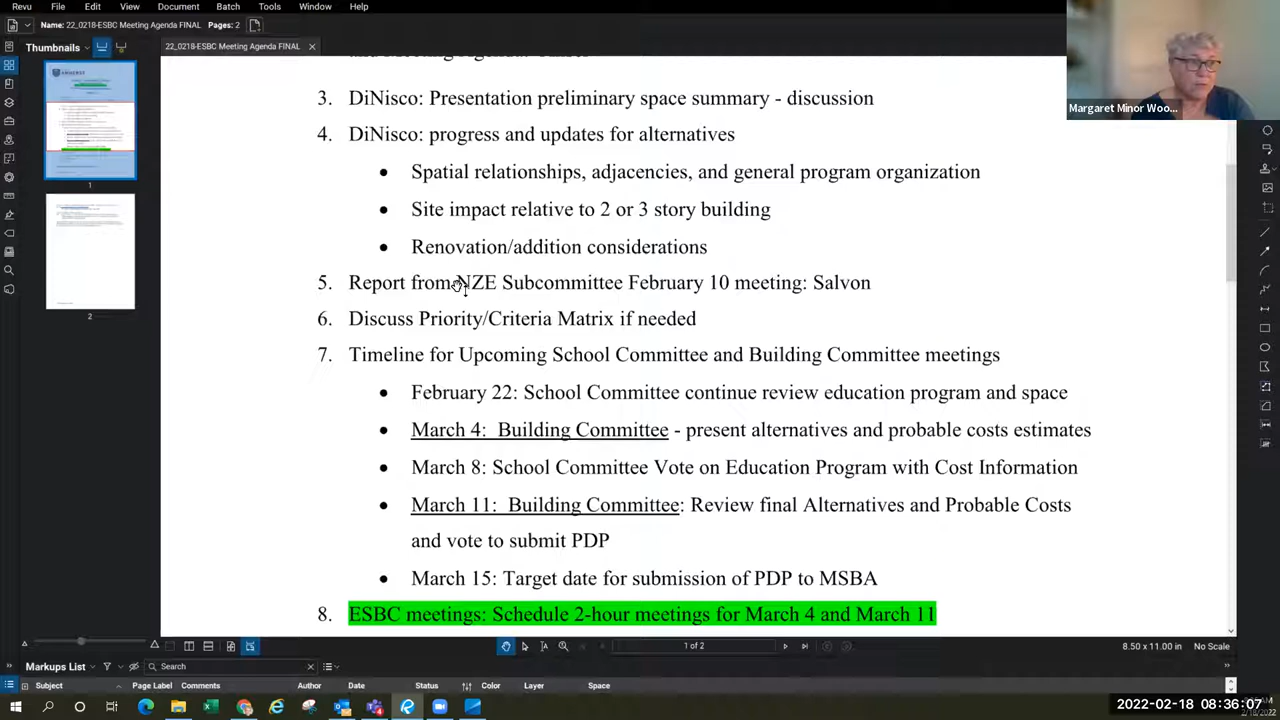 Revu File Edit View Document Batch Tools Window Help
Name: 22_0218-ESBC Meeting Agenda FINAL Pages: 2
Thumbnails
22_0218-ESBC Meeting Agenda FINAL
3. DiNisco: Presentation preliminary space summary - discussion
4. DiNisco: progress and updates for alternatives
• Spatial relationships, adjacencies, and general program organization
• Site impact relative to 2 or 3 story building
• Renovation/addition considerations
5. Report from NZE Subcommittee February 10 meeting: Salvon
6. Discuss Priority/Criteria Matrix if needed
7. Timeline for Upcoming School Committee and Building Committee meetings
• February 22: School Committee continue review education program and space
• March 4: Building Committee - present alternatives and probable costs estimates
• March 8: School Committee Vote on Education Program with Cost Information
• March 11: Building Committee: Review final Alternatives and Probable Costs
and vote to submit PDP
• March 15: Target date for submission of PDP to MSBA
8. ESBC meetings: Schedule 2-hour meetings for March 4 and March 11
Margaret Minor Woo...
1
2
1 of 2
8.50 x 11.00 in No Scale
Markups List Search
Subject Page Label Comments Author Date Status Color Layer Space
2022-02-18 08:36:07